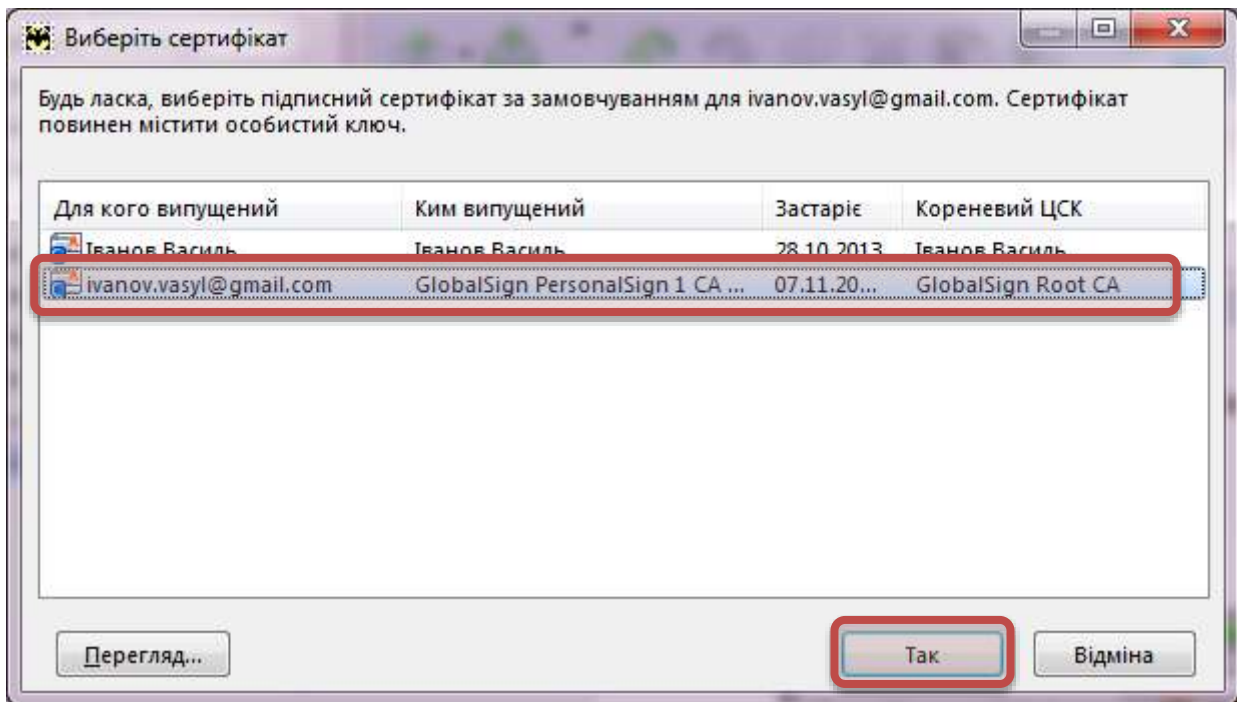 Виберіть сертифікат
Будь ласка, виберіть підписний сертифікат за замовчуванням для ivanov.vasyl@gmail.com. Сертифікат
повинен містити особистий ключ.
Для кого випущений Ким випущений Застаріє Кореневий ЦСК
Іванов Василь Іванов Василь 28.10.2013 Іванов Василь
ivanov.vasyl@gmail.com GlobalSign PersonalSign 1 CA ... 07.11.20... GlobalSign Root CA
Перегляд... Так Відміна